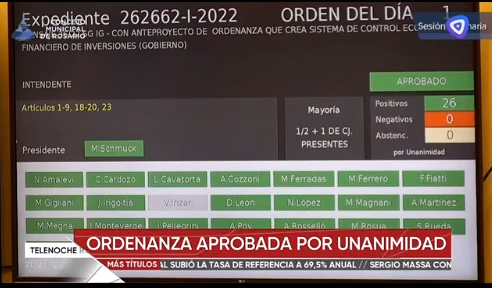 Expediente 262662-I-2022 ORDEN DEL DÍA 1
CONCEJO
MUNICIPAL
DE ROSARIO
Sesión
IG - CON ANTEPROYECTO DE ORDENANZA QUE CREA SISTEMA DE CONTROL
FINANCIERO DE INVERSIONES (GOBIERNO)
INTENDENTE
APROBADO
Artículos 1-9, 18-20, 23
Mayoría
1/2 + 1 DE CJ.
PRESENTES
Positivos 26
Negativos 0
Abstenc. 0
por Unanimidad
Presidente M.Schmuck
N.Amalevi C.Cardozo L.Cavatorta A.Cozzoni M.Ferradas M.Ferrero F.Fiatti
M.Gigliani J.Irigoitia V.Irizar D.Leon N.Lopez M.Magnani A.Martinez
M.Megna L.Monteverde J.Pellegrini A.Poy A.Rosselló M.Rosua S.Rueda
ORDENANZA APROBADA POR UNANIMIDAD
TELENOCHE
MÁS TÍTULOS AL SUBIÓ LA TASA DE REFERENCIA A 69,5% ANUAL // SERGIO MASSA CON